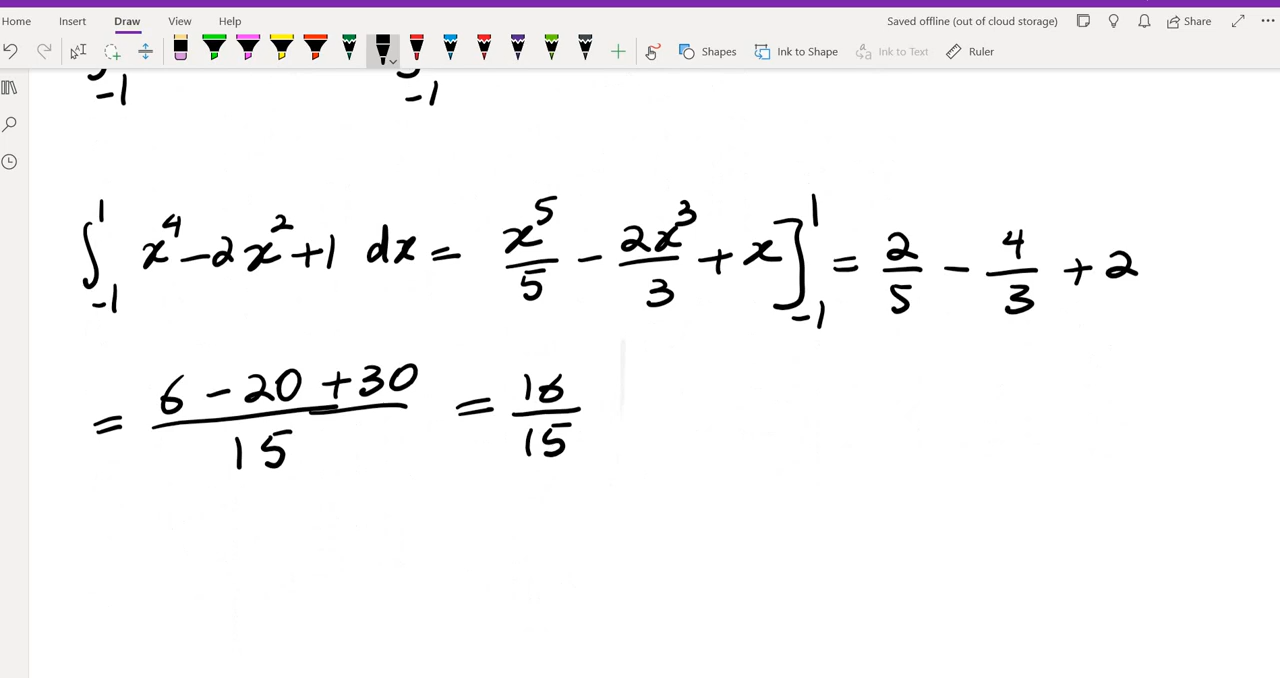 Home Insert Draw View Help Saved offline (out of cloud storage) Share
Shapes Ink to Shape Ink to Text Ruler
-1 -1
∫_{-1}^{1} x^4 - 2x^2 + 1 dx = x^5/5 - 2x^3/3 + x]_{-1}^{1} = 2/5 - 4/3 + 2
= (6 - 20 + 30)/15 = 16/15